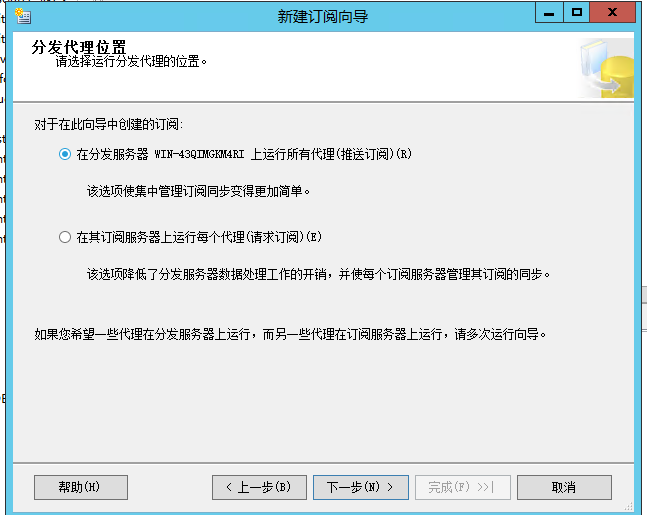 新建订阅向导
分发代理位置
请选择运行分发代理的位置。
对于在此向导中创建的订阅:
在分发服务器 WIN-43QIMGKM4RI 上运行所有代理(推送订阅)(R)
该选项使集中管理订阅同步变得更加简单。
在其订阅服务器上运行每个代理(请求订阅)(E)
该选项降低了分发服务器数据处理工作的开销，并使每个订阅服务器管理其订阅的同步。
如果您希望一些代理在分发服务器上运行，而另一些代理在订阅服务器上运行，请多次运行向导。
帮助(H)
< 上一步(B)
下一步(N) >
完成(F) >>|
取消